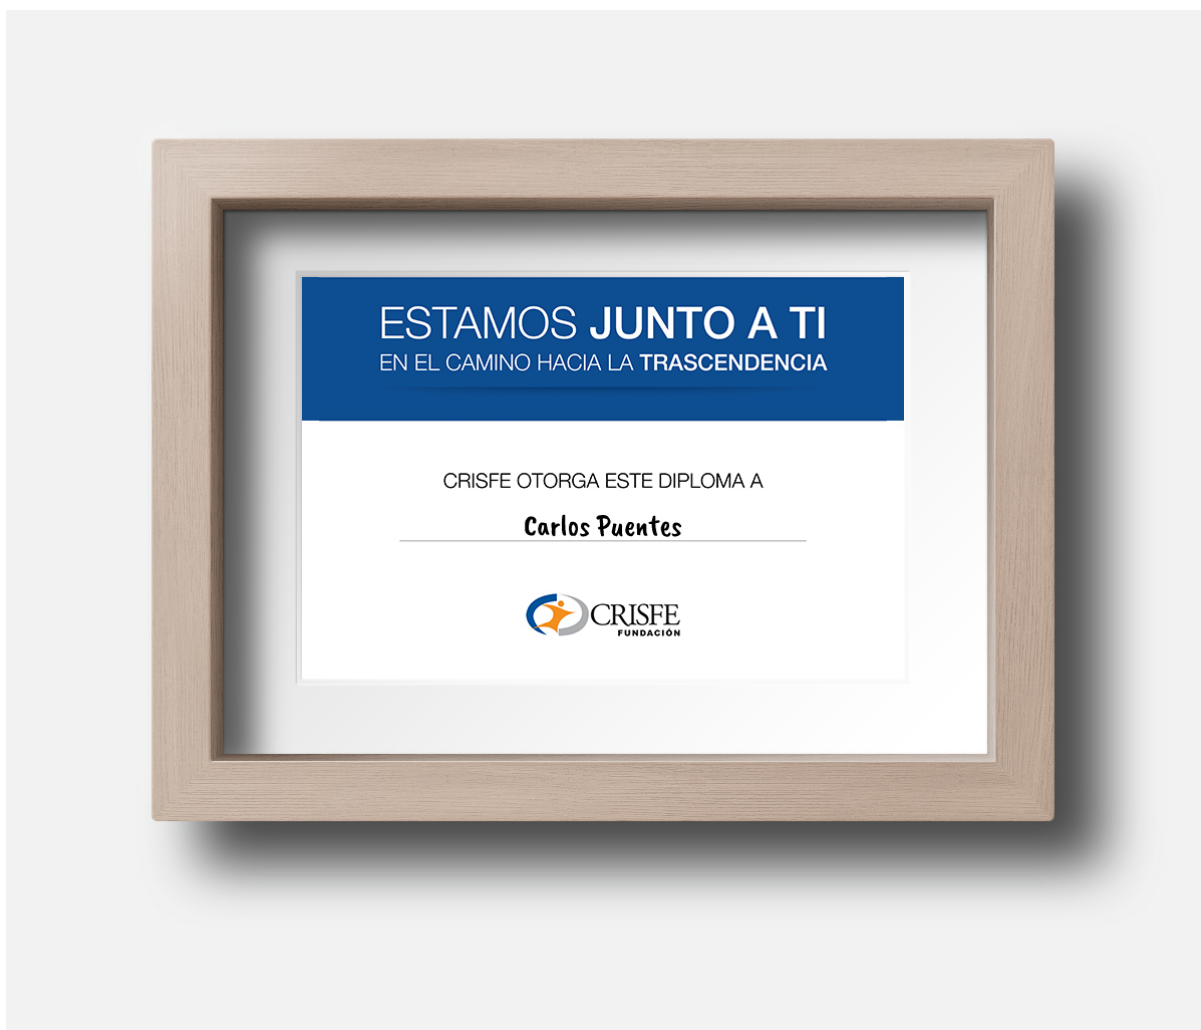 ESTAMOS JUNTO A TI
EN EL CAMINO HACIA LA TRASCENDENCIA
CRISFE OTORGA ESTE DIPLOMA A
Carlos Puentes
CRISFE
FUNDACIÓN